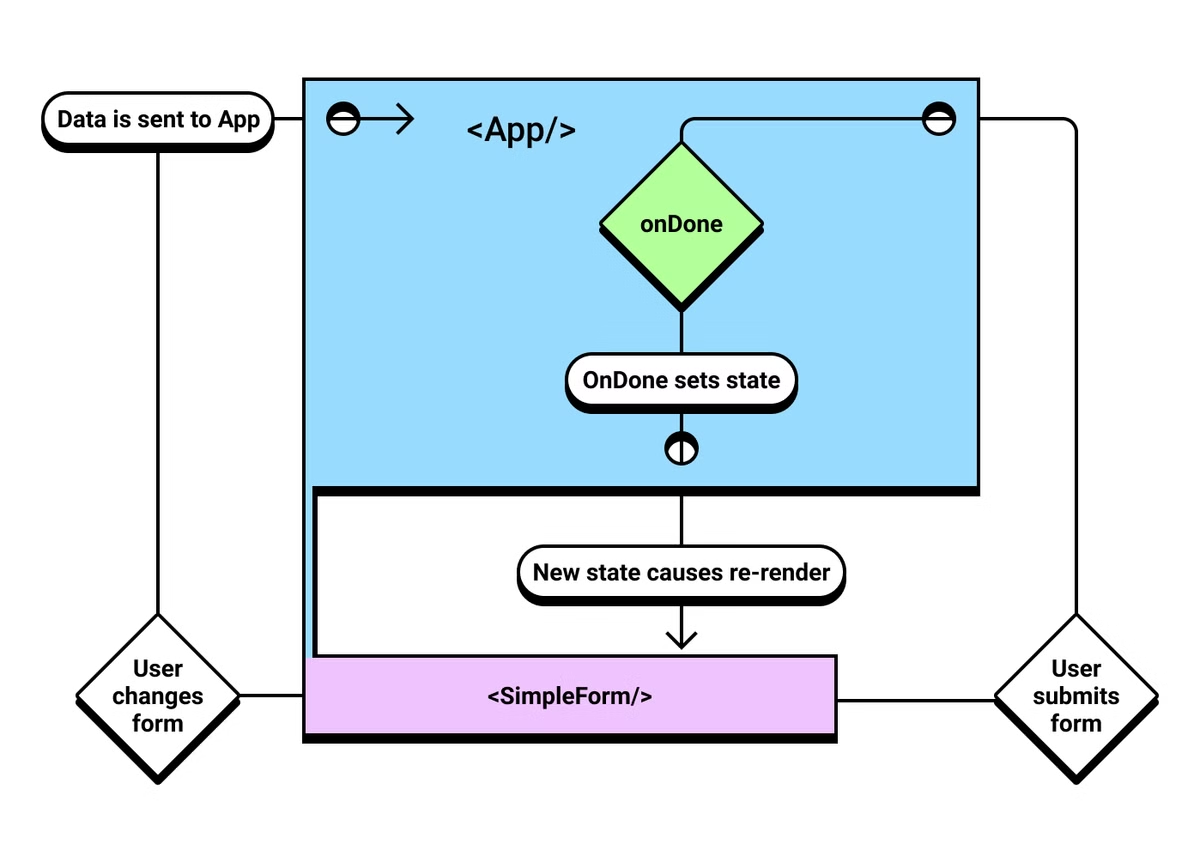 Data is sent to App
<App/>
onDone
OnDone sets state
New state causes re-render
User
changes
form
<SimpleForm/>
User
submits
form